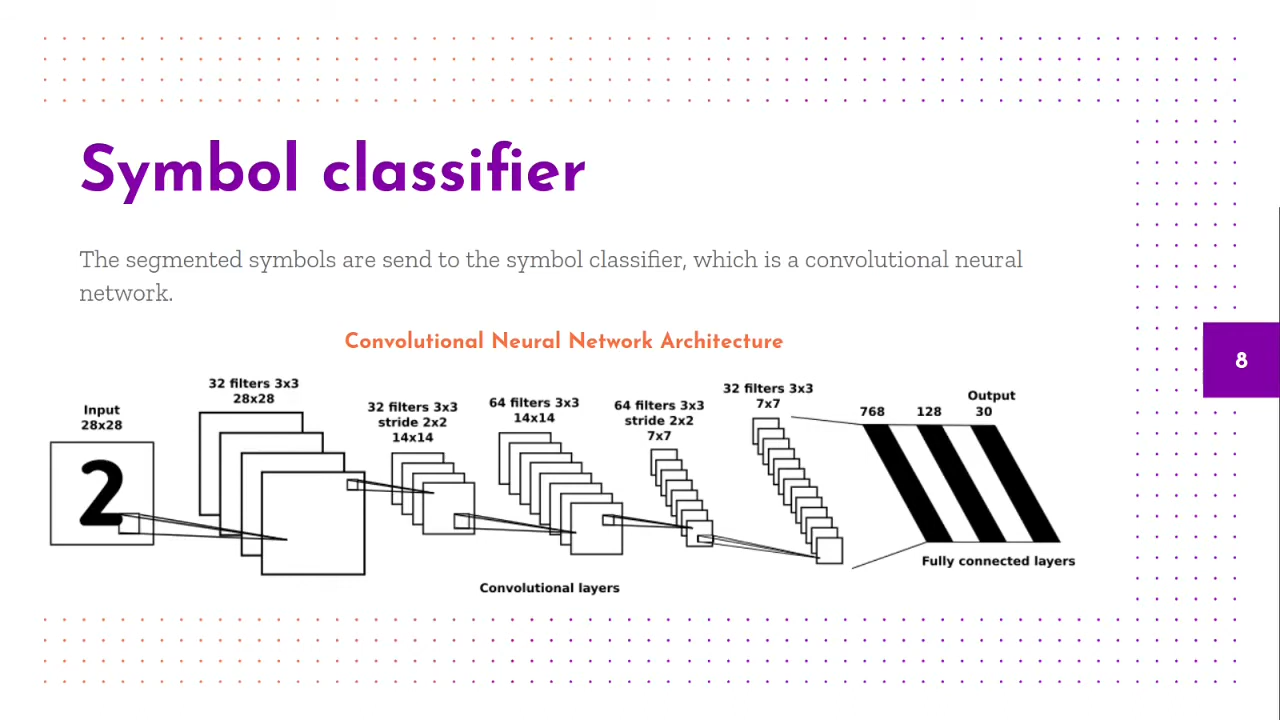 Symbol classifier
The segmented symbols are send to the symbol classifier, which is a convolutional neural
network.
Convolutional Neural Network Architecture
Input
28x28
2
32 filters 3x3
28x28
32 filters 3x3
stride 2x2
14x14
64 filters 3x3
14x14
64 filters 3x3
stride 2x2
7x7
32 filters 3x3
7x7
768
128
Output
30
Convolutional layers
Fully connected layers
8